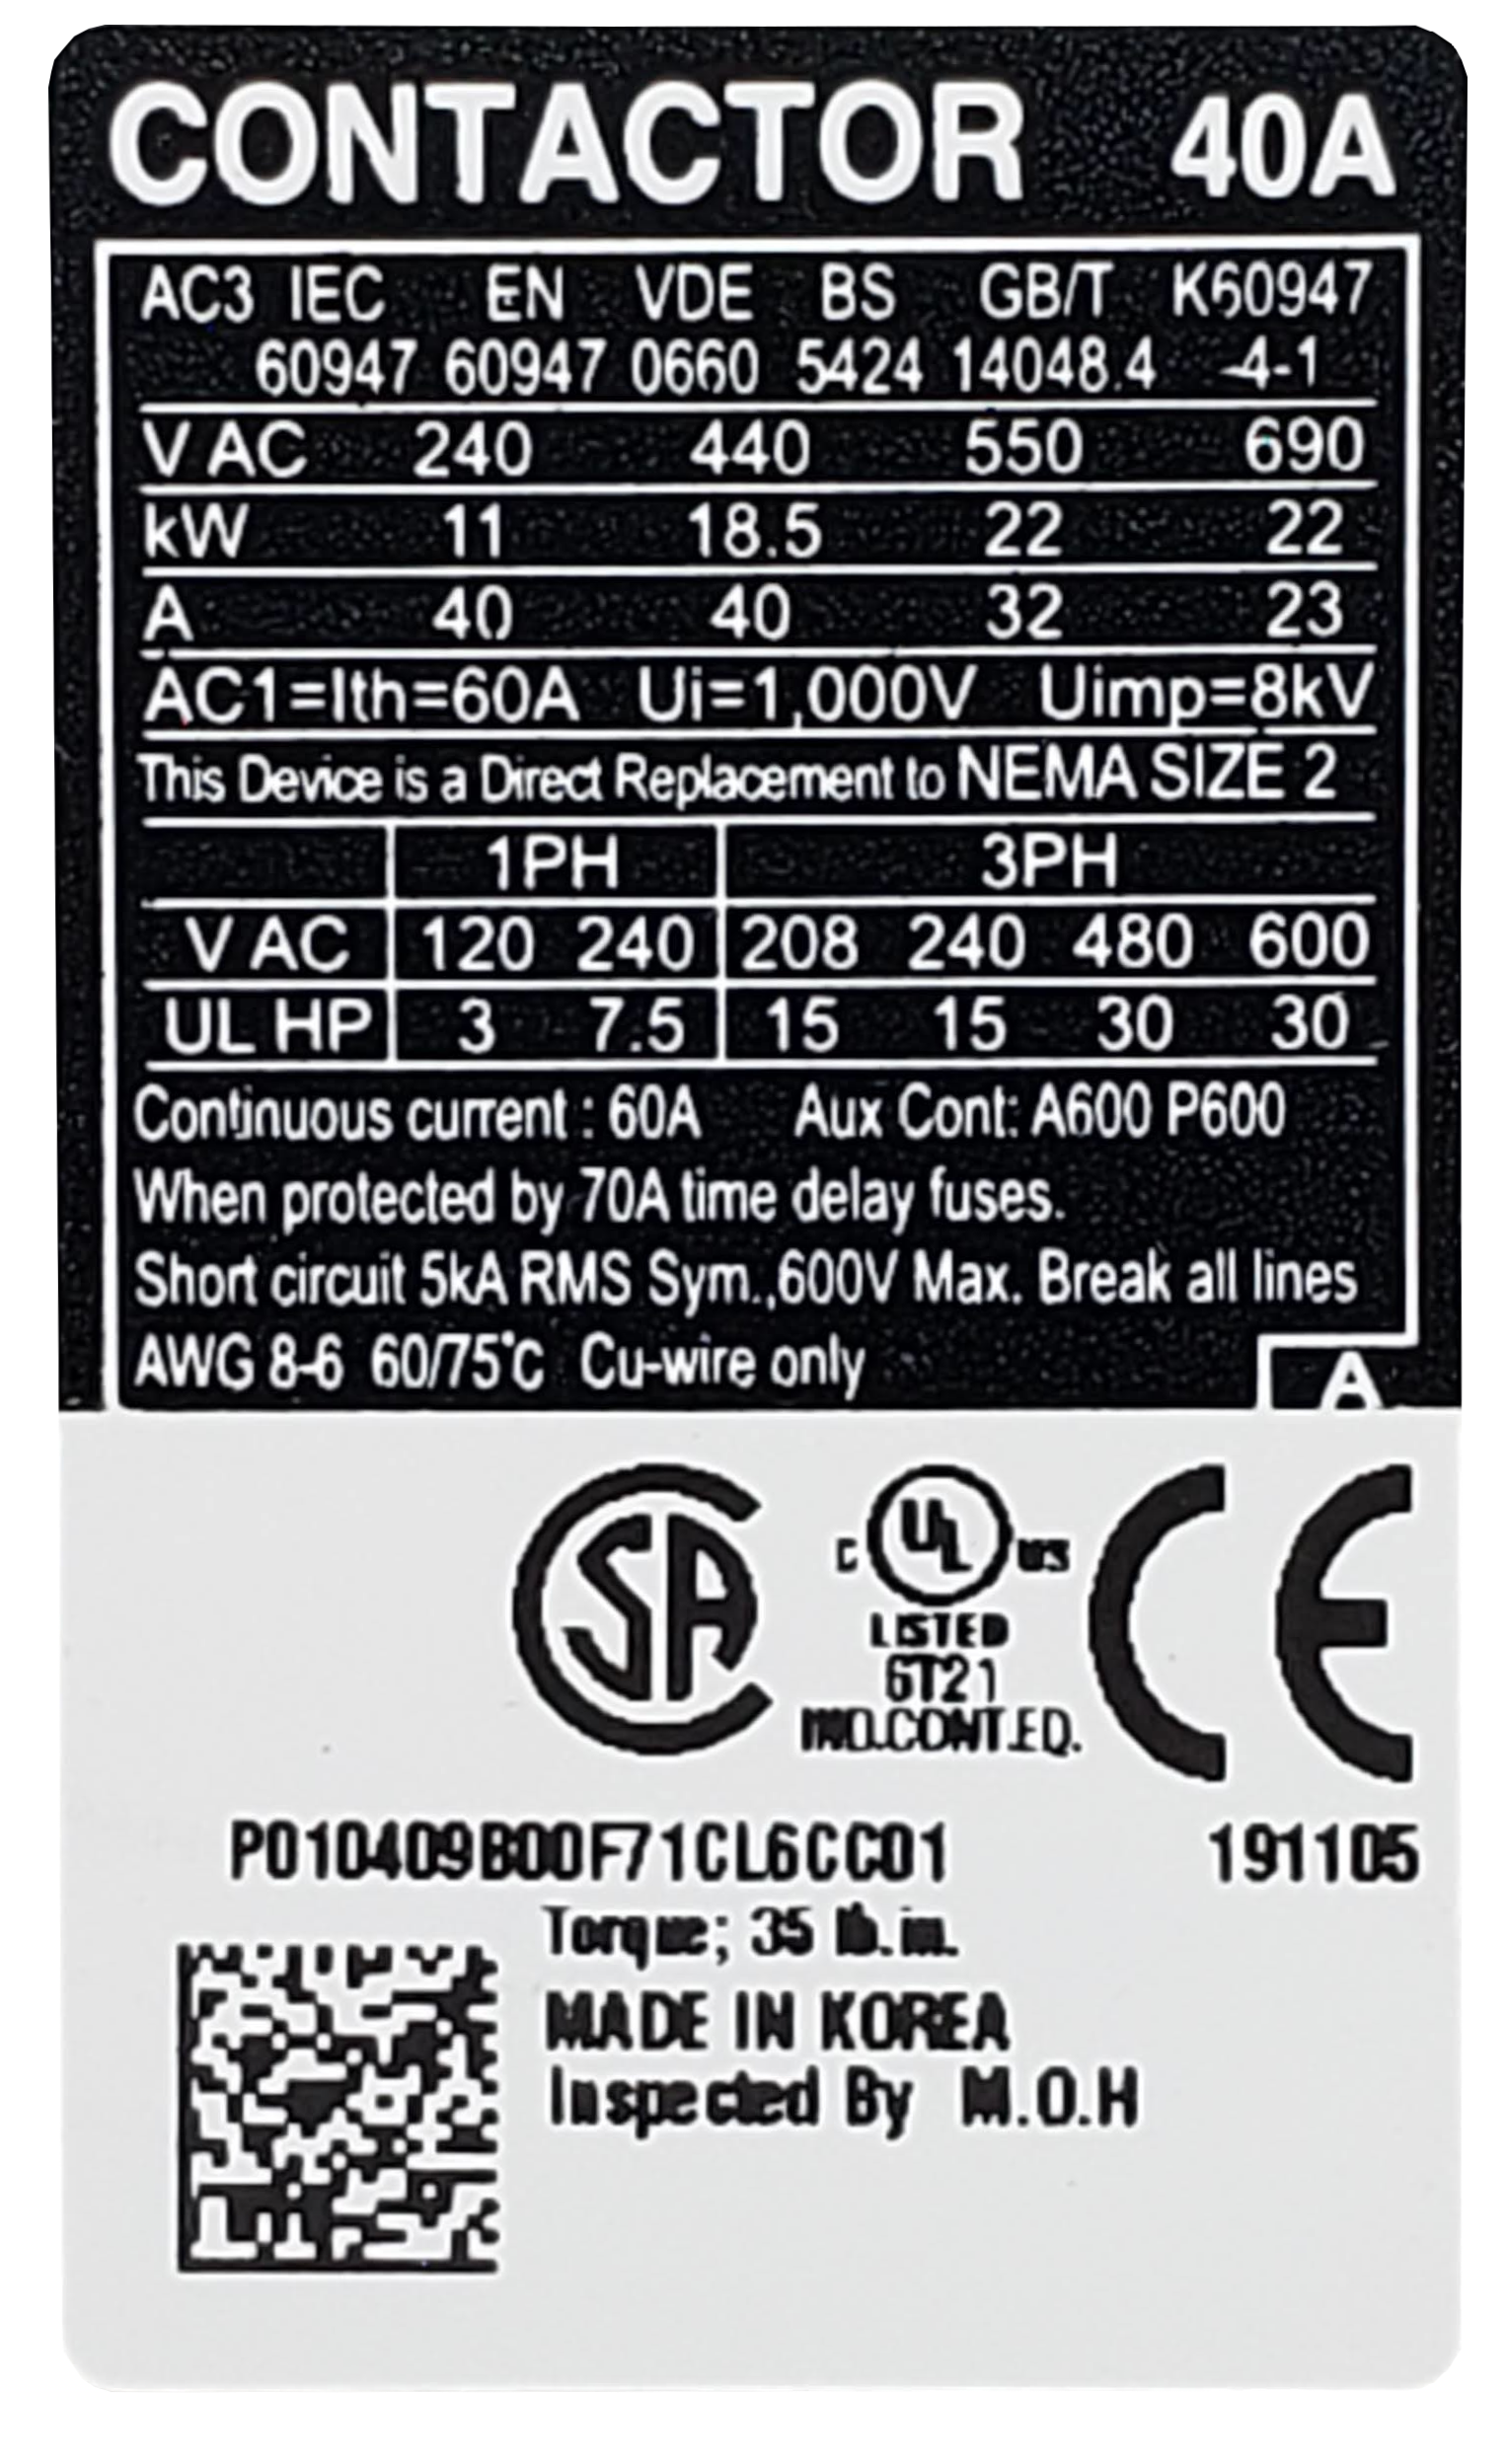 CONTACTOR 40A
AC3 IEC EN VDE BS GB/T K60947
60947 60947 0660 5424 14048.4 -4-1
V AC 240 440 550 690
kW 11 18.5 22 22
A 40 40 32 23
AC1=Ith=60A Ui=1,000V Uimp=8kV
This Device is a Direct Replacement to NEMA SIZE 2
1PH 3PH
V AC 120 240 208 240 480 600
UL HP 3 7.5 15 15 30 30
Continuous current : 60A Aux Cont: A600 P600
When protected by 70A time delay fuses.
Short circuit 5kA RMS Sym.,600V Max. Break all lines
AWG 8-6 60/75°C Cu-wire only
A
CSA C UL US CE
LISTED
6T21
IND.CONT.EQ.
P010409B00F71CL6CC01 191105
Torque; 35 lb.in.
MADE IN KOREA
Inspected By M.O.H